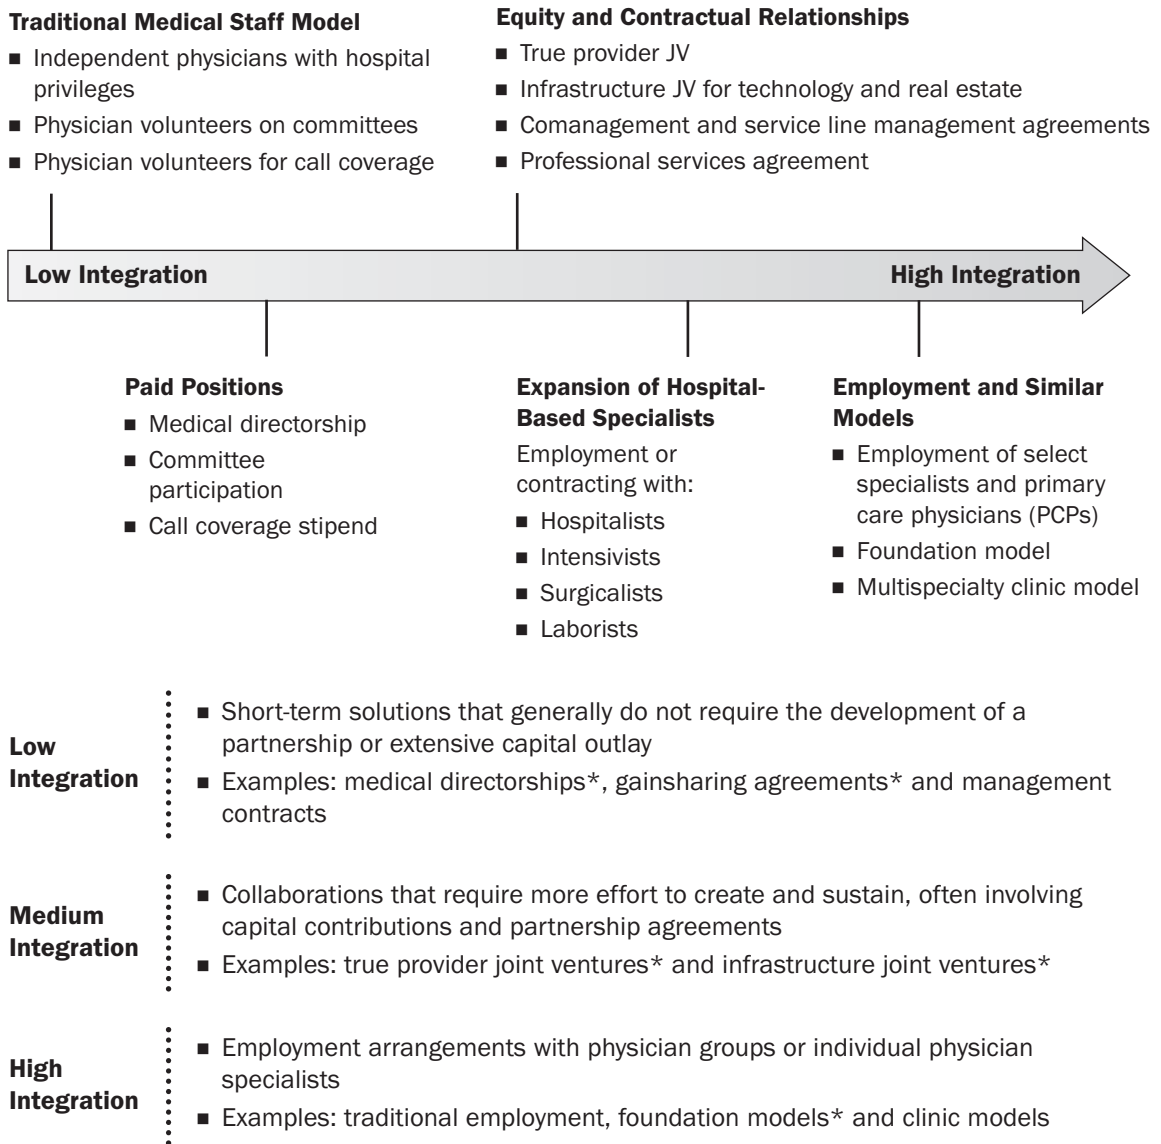 Traditional Medical Staff Model
■ Independent physicians with hospital
privileges
■ Physician volunteers on committees
■ Physician volunteers for call coverage
Equity and Contractual Relationships
■ True provider JV
■ Infrastructure JV for technology and real estate
■ Comanagement and service line management agreements
■ Professional services agreement
Low Integration
High Integration
Paid Positions
■ Medical directorship
■ Committee
participation
■ Call coverage stipend
Expansion of Hospital-
Based Specialists
Employment or
contracting with:
■ Hospitalists
■ Intensivists
■ Surgicalists
■ Laborists
Employment and Similar
Models
■ Employment of select
specialists and primary
care physicians (PCPs)
■ Foundation model
■ Multispecialty clinic model
Low
Integration
■ Short-term solutions that generally do not require the development of a
partnership or extensive capital outlay
■ Examples: medical directorships*, gainsharing agreements* and management
contracts
Medium
Integration
■ Collaborations that require more effort to create and sustain, often involving
capital contributions and partnership agreements
■ Examples: true provider joint ventures* and infrastructure joint ventures*
High
Integration
■ Employment arrangements with physician groups or individual physician
specialists
■ Examples: traditional employment, foundation models* and clinic models